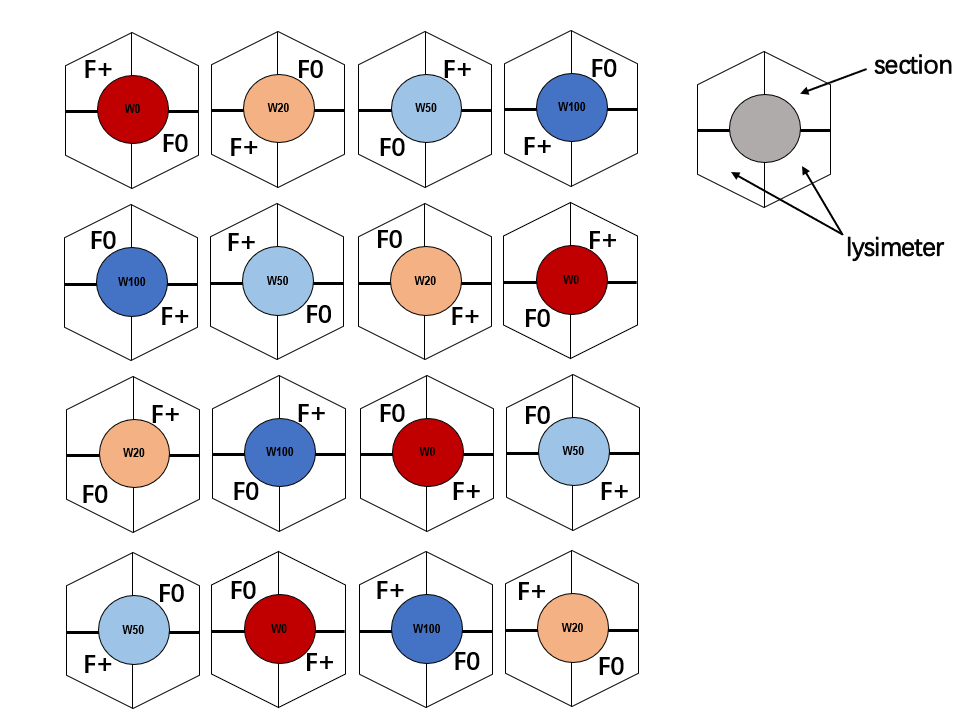 F+ F0 F+ F0
W0 W20 W50 W100
F0 F+ F0 F+
section
lysimeter
F0 F+ F0 F+
W100 W50 W20 W0
F+ F0 F+ F0
F+ F+ F0 F0
W20 W100 W0 W50
F0 F0 F+ F+
F0 F0 F+ F+
W50 W0 W100 W20
F+ F+ F0 F0